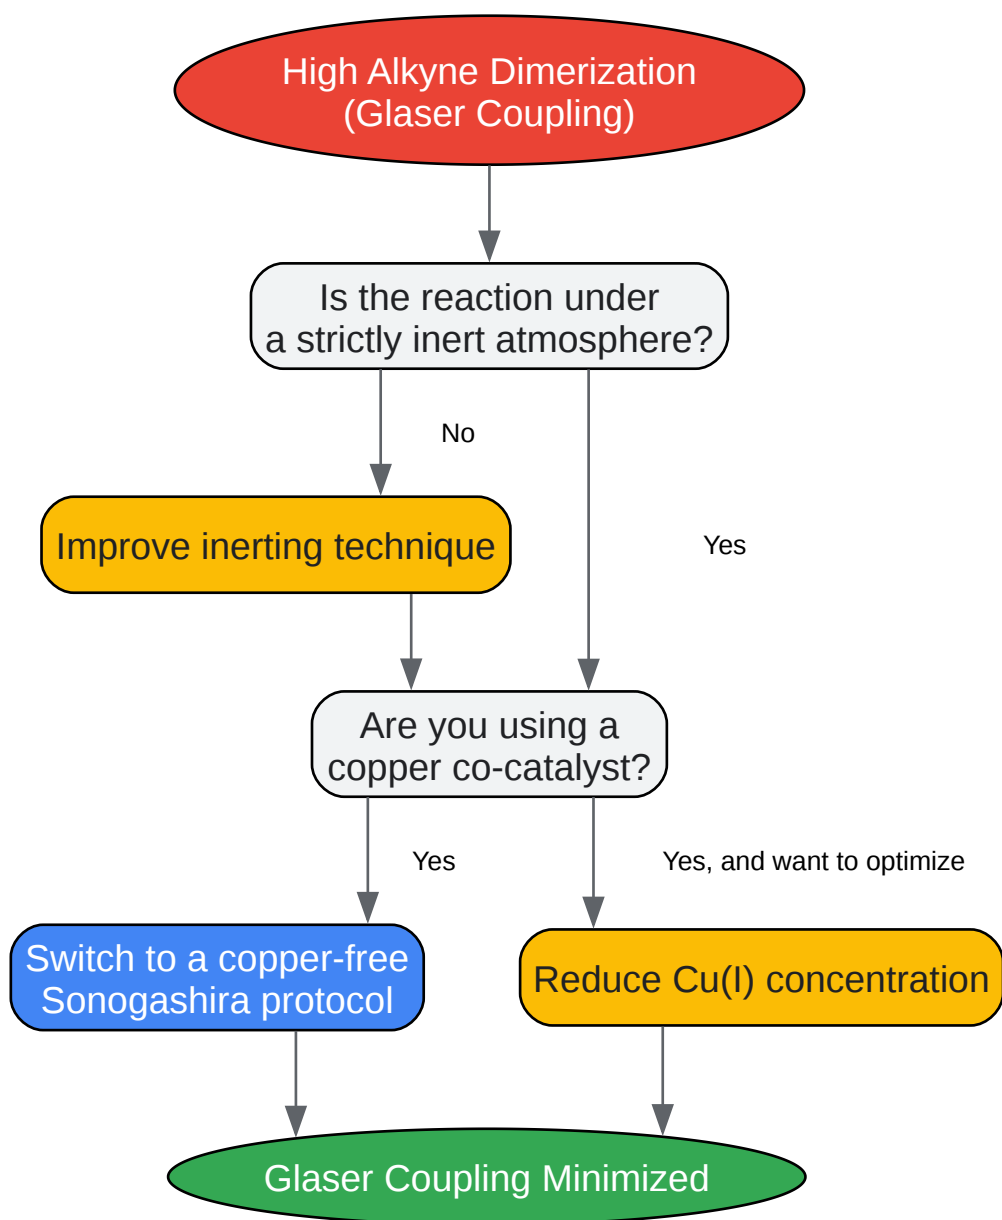 High Alkyne Dimerization
(Glaser Coupling)
Is the reaction under
a strictly inert atmosphere?
No
Improve inerting technique
Yes
Are you using a
copper co-catalyst?
Yes
Yes, and want to optimize
Switch to a copper-free
Sonogashira protocol
Reduce Cu(I) concentration
Glaser Coupling Minimized